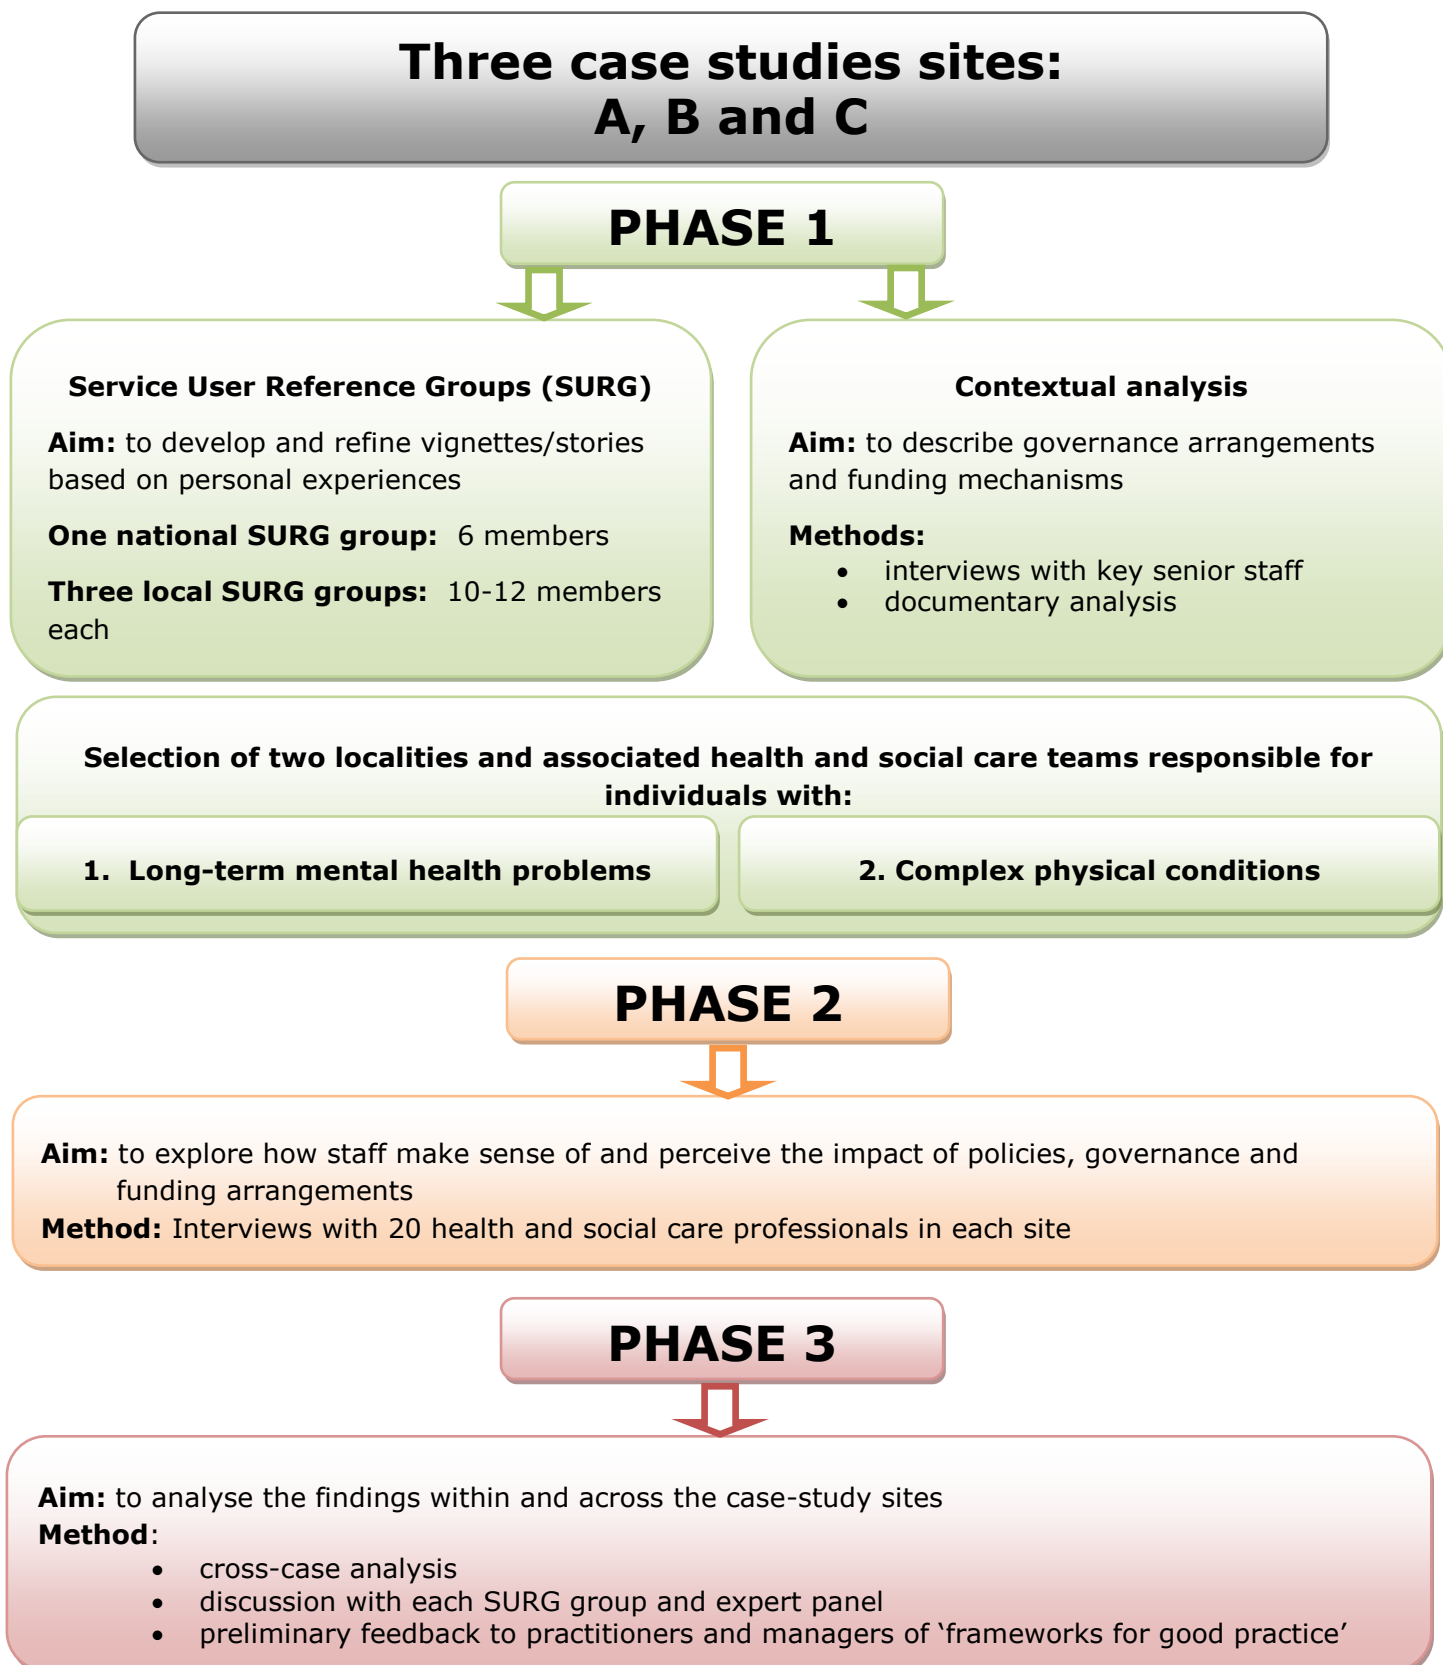 Three case studies sites:
A, B and C
PHASE 1
Service User Reference Groups (SURG)
Aim: to develop and refine vignettes/stories
based on personal experiences
One national SURG group: 6 members
Three local SURG groups: 10-12 members
each
Contextual analysis
Aim: to describe governance arrangements
and funding mechanisms
Methods:
• interviews with key senior staff
• documentary analysis
Selection of two localities and associated health and social care teams responsible for
individuals with:
1. Long-term mental health problems
2. Complex physical conditions
PHASE 2
Aim: to explore how staff make sense of and perceive the impact of policies, governance and
funding arrangements
Method: Interviews with 20 health and social care professionals in each site
PHASE 3
Aim: to analyse the findings within and across the case-study sites
Method:
• cross-case analysis
• discussion with each SURG group and expert panel
• preliminary feedback to practitioners and managers of ‘frameworks for good practice’